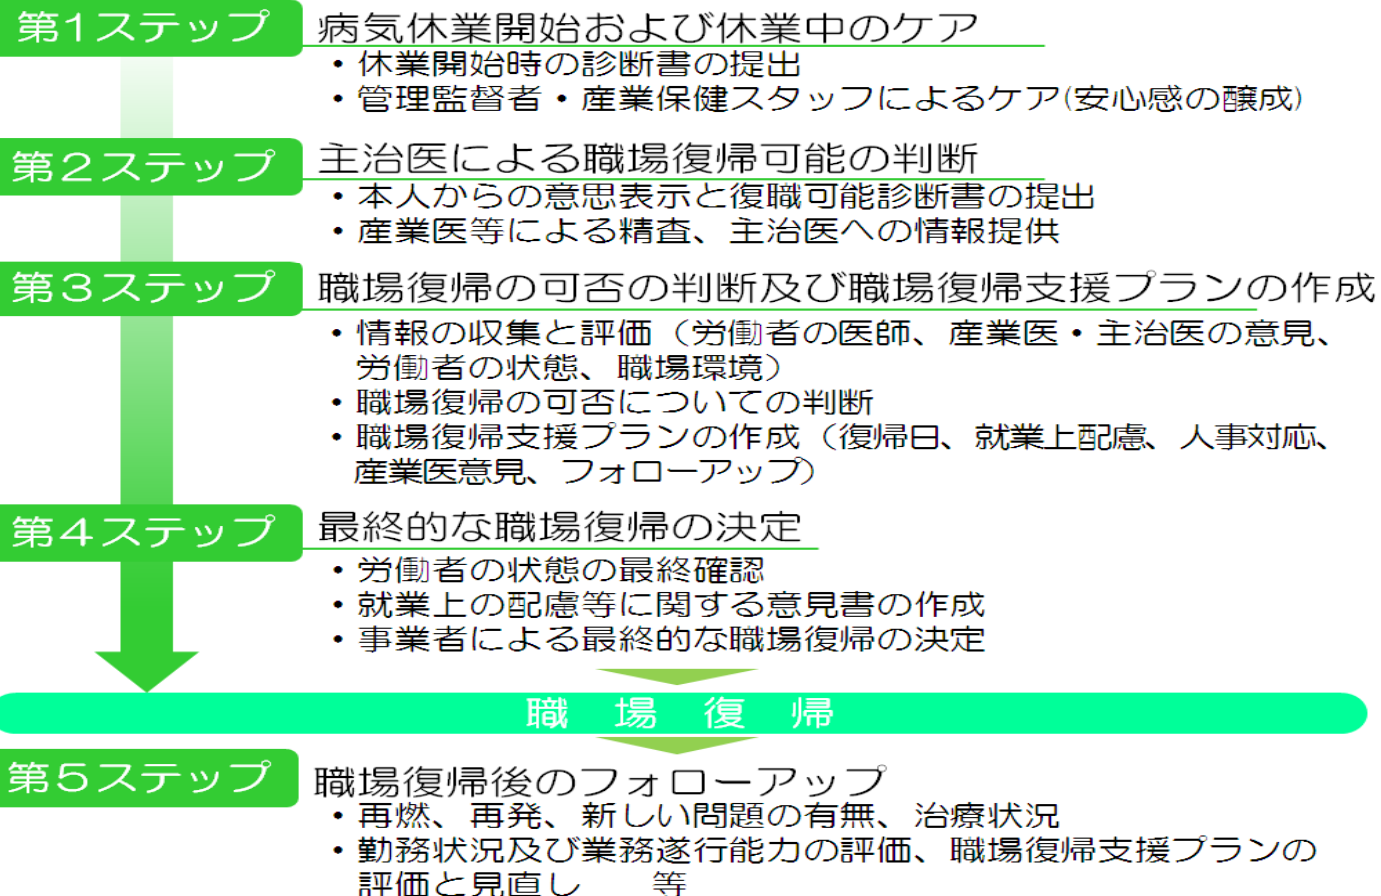 第1ステップ
病気休業開始および休業中のケア
・休業開始時の診断書の提出
・管理監督者・産業保健スタッフによるケア(安心感の醸成)
第２ステップ
主治医による職場復帰可能の判断
・本人からの意思表示と復職可能診断書の提出
・産業医等による精査、主治医への情報提供
第３ステップ
職場復帰の可否の判断及び職場復帰支援プランの作成
・情報の収集と評価（労働者の医師、産業医・主治医の意見、
労働者の状態、職場環境）
・職場復帰の可否についての判断
・職場復帰支援プランの作成（復帰日、就業上配慮、人事対応、
産業医意見、フォローアップ）
第４ステップ
最終的な職場復帰の決定
・労働者の状態の最終確認
・就業上の配慮等に関する意見書の作成
・事業者による最終的な職場復帰の決定
職　場　復　帰
第５ステップ
職場復帰後のフォローアップ
・再燃、再発、新しい問題の有無、治療状況
・勤務状況及び業務遂行能力の評価、職場復帰支援プランの
評価と見直し　　等